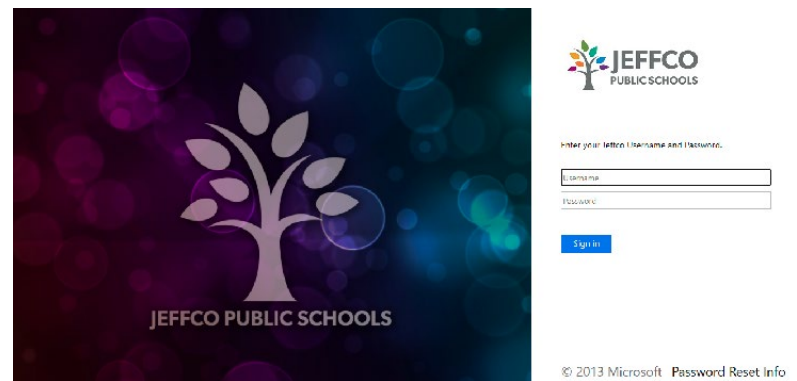 JEFFCO PUBLIC SCHOOLS
JEFFCO
PUBLIC SCHOOLS
Enter your Jeffco Username and Password.
Username
Password
Sign in
© 2013 Microsoft Password Reset Info